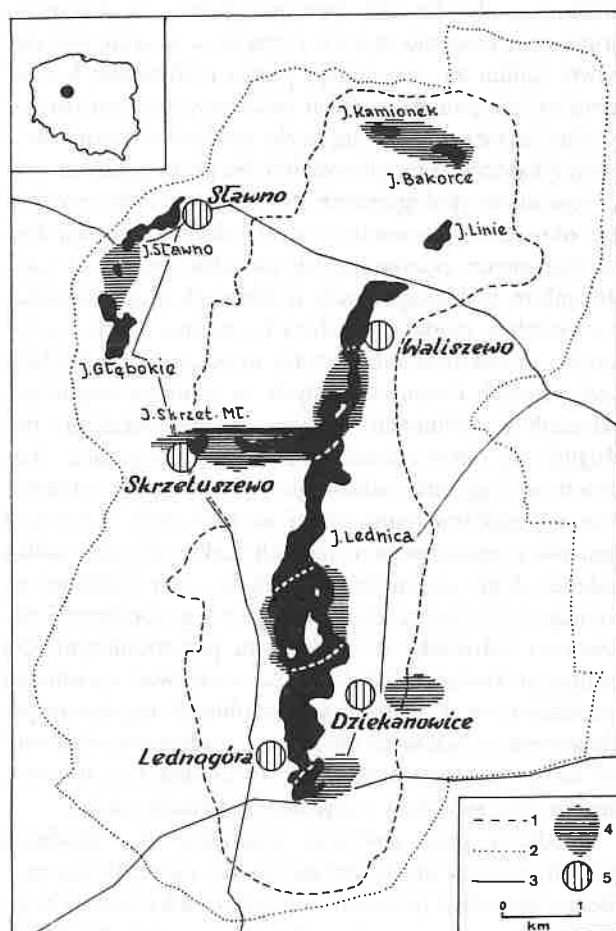 J. Kamionek
J. Bakorce
Sławno
J. Linie
J. Sławno
Waliszewo
J. Głębokie
J. Skrzet. Mł.
Skrzetuszewo
J. Lednica
Dziekanowice
Lednogóra
1
2
3
4
5
0 1
km